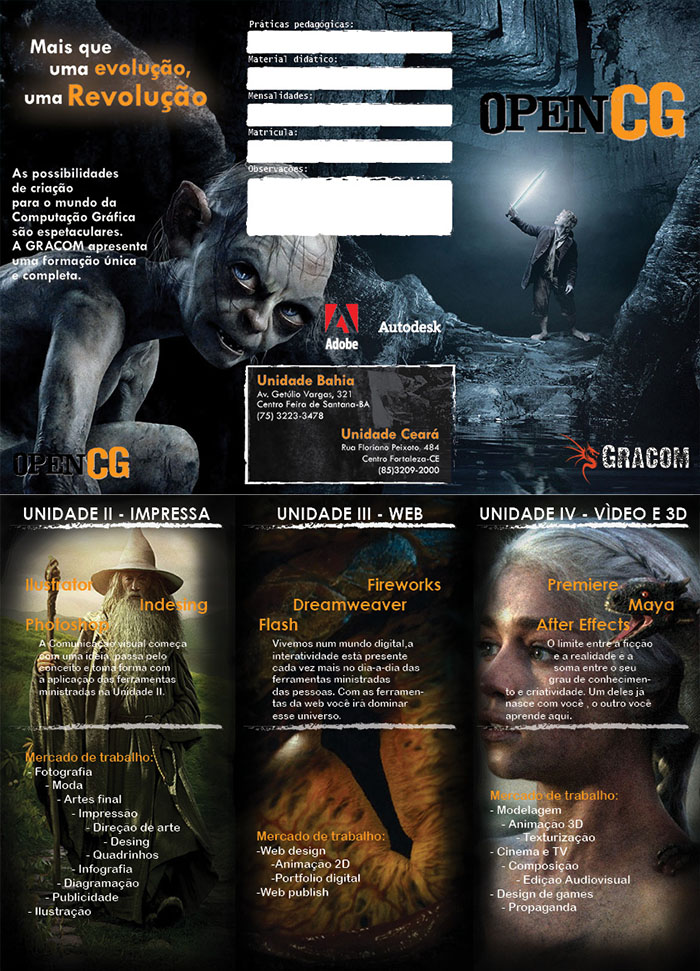 Mais que
uma evolução,
uma Revolução
As possibilidades
de criação
para o mundo da
Computação Gráfica
são espetaculares.
A GRACOM apresenta
uma formação única
e completa.
OPENCG
Práticas pedagógicas:
Material didático:
Mensalidades:
Matricula:
Observações:
Adobe
Autodesk
Unidade Bahia
Av. Getúlio Vargas, 321
Centro Feira de Santana-BA
(75) 3223-3478
Unidade Ceará
Rua Floriano Peixoto, 484
Centro Fortaleza-CE
(85)3209-2000
OPENCG
GRACOM
UNIDADE II - IMPRESSA
Ilustrator
Indesing
Photoshop
A Comunicação visual começa
com uma ideia, passa pelo
conceito e toma forma com
a aplicação das ferramentas
ministradas na Unidade II.
Mercado de trabalho:
- Fotografia
- Moda
- Artes final
- Impressão
- Direção de arte
- Desing
- Quadrinhos
- Infografia
- Diagramação
- Publicidade
- Ilustração
UNIDADE III - WEB
Fireworks
Dreamweaver
Flash
Vivemos num mundo digital,a
interatividade está presente
cada vez mais no dia-a-dia das
ferramentas ministradas
das pessoas. Com as ferramen-
tas da web você irá dominar
esse universo.
Mercado de trabalho:
-Web design
-Animação 2D
-Portfolio digital
-Web publish
UNIDADE IV - VÌDEO E 3D
Premiere
Maya
After Effects
O limite entre a ficção
e a realidade é a
soma entre o seu
grau de conhecimen-
to e criatividade. Um deles ja
nasce com você , o outro você
aprende aqui.
Mercado de trabalho:
- Modelagem
- Animação 3D
- Texturização
- Cinema e TV
- Composição
- Edição Audiovisual
- Design de games
- Propaganda